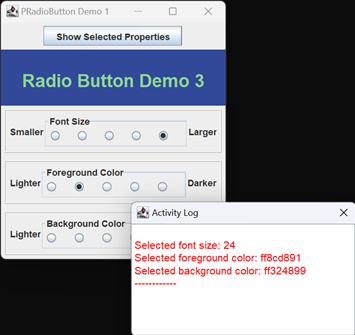 PRadioButton Demo 1
Show Selected Properties
Radio Button Demo 3
Font Size
Smaller Larger
Foreground Color
Lighter Darker
Background Color
Lighter
Activity Log
Selected font size: 24
Selected foreground color: ff8cd891
Selected background color: ff324899
------------